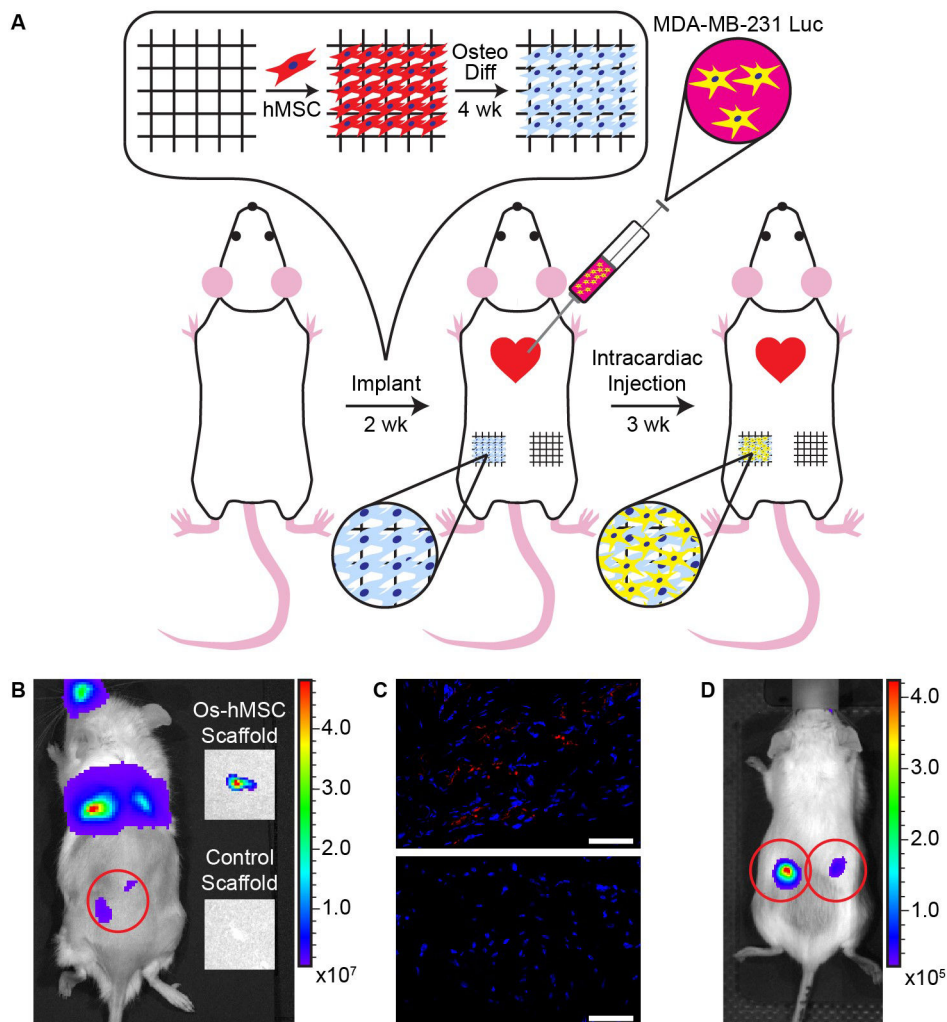 A
MDA-MB-231 Luc
hMSC
Osteo
Diff
4 wk
Implant
2 wk
Intracardiac
Injection
3 wk
B
Os-hMSC
Scaffold
Control
Scaffold
4.0
3.0
2.0
1.0
x10⁷
C
D
4.0
3.0
2.0
1.0
x10⁵